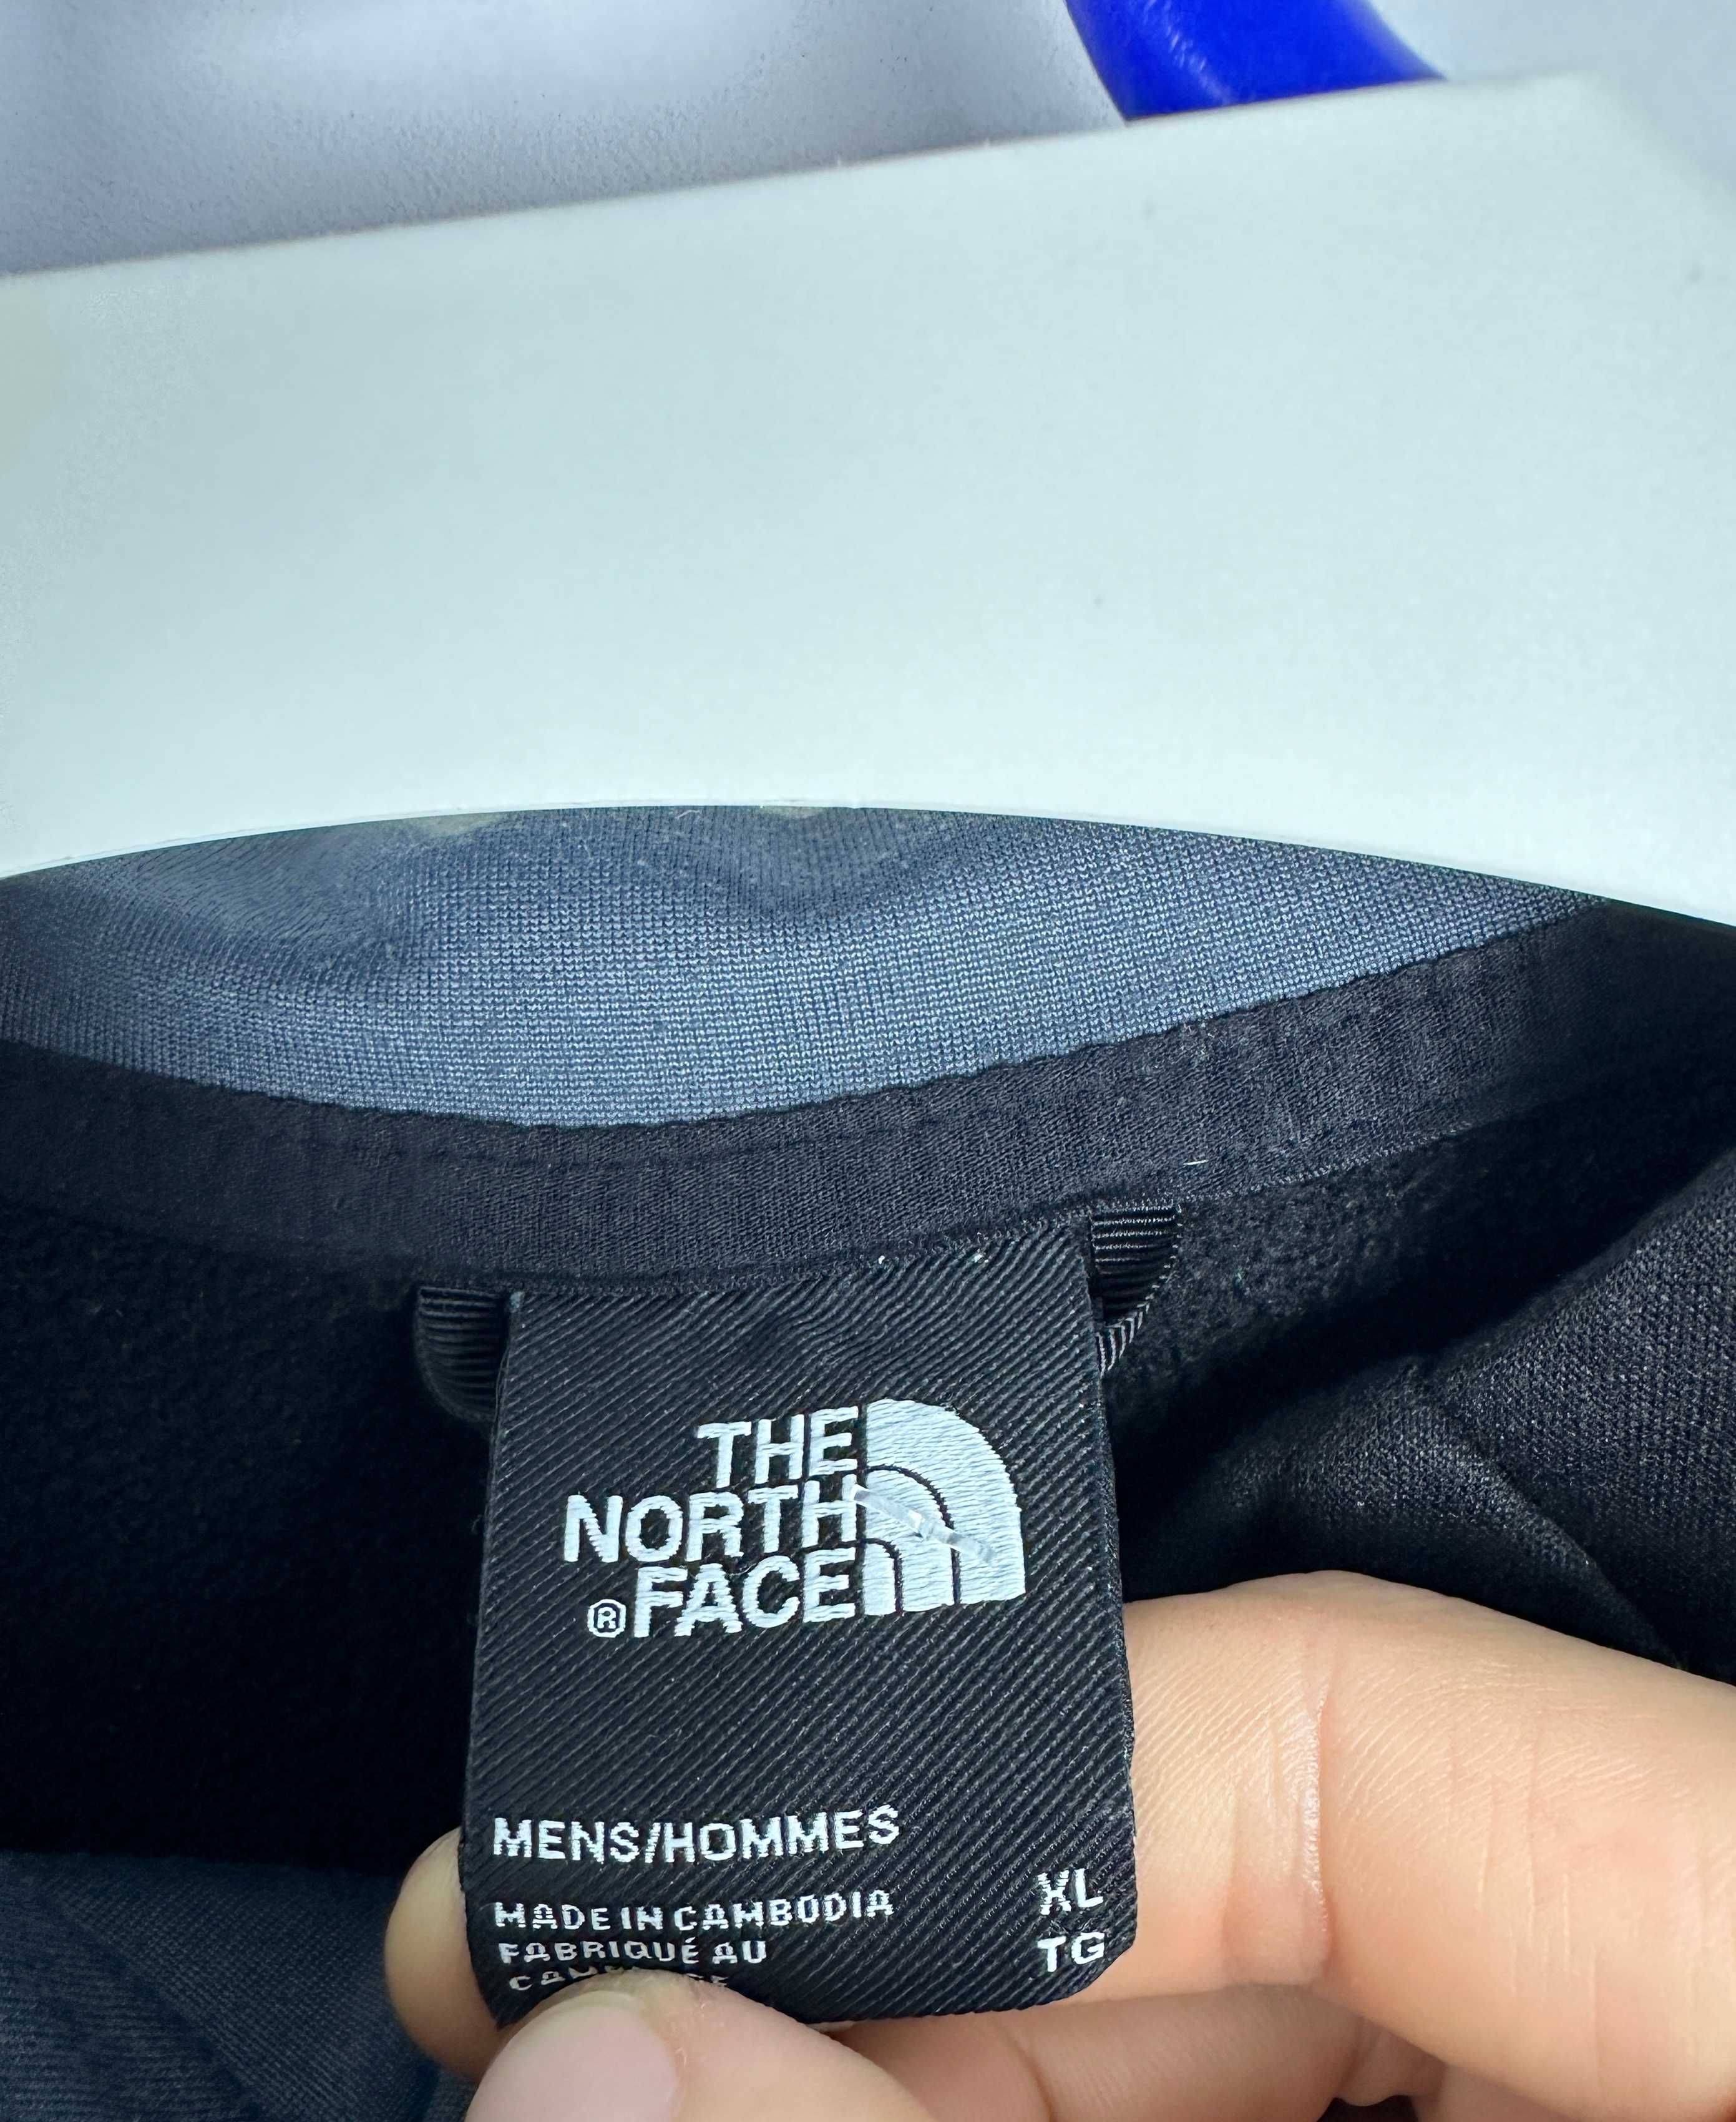 THE
NORTH
®FACE
MENS/HOMMES
MADE IN CAMBODIA
FABRIQUÉ AU
XL
TG